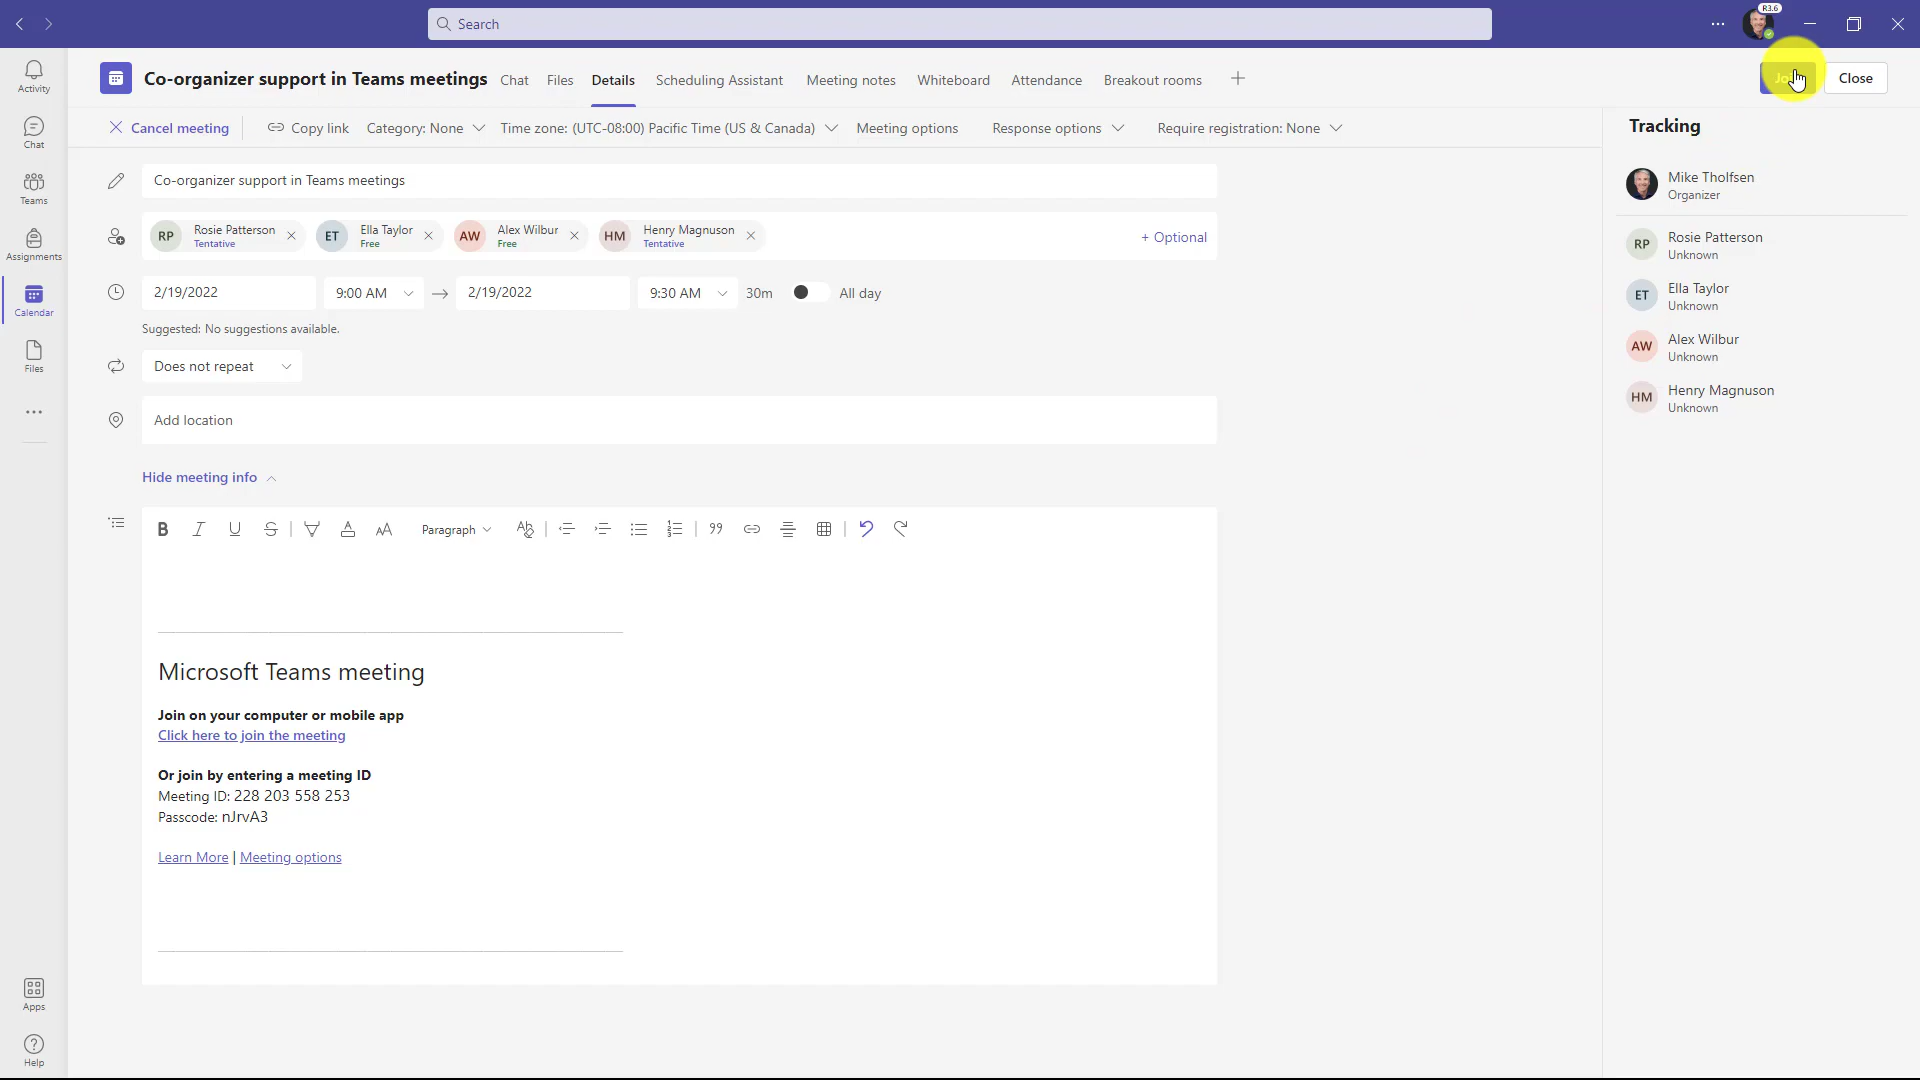 Search
R3.6
Co-organizer support in Teams meetings Chat Files Details Scheduling Assistant Meeting notes Whiteboard Attendance Breakout rooms
Close
Activity
Chat
Teams
Assignments
Calendar
Files
Apps
Help
Cancel meeting Copy link Category: None Time zone: (UTC-08:00) Pacific Time (US & Canada) Meeting options Response options Require registration: None
Co-organizer support in Teams meetings
RP Rosie Patterson ET Ella Taylor AW Alex Wilbur HM Henry Magnuson
Tentative Free Free Tentative
+ Optional
2/19/2022 9:00 AM 2/19/2022 9:30 AM 30m All day
Suggested: No suggestions available.
Does not repeat
Add location
Hide meeting info
B I U S AA Paragraph
Microsoft Teams meeting
Join on your computer or mobile app
Click here to join the meeting
Or join by entering a meeting ID
Meeting ID: 228 203 558 253
Passcode: nJrvA3
Learn More | Meeting options
Tracking
Mike Tholfsen
Organizer
RP Rosie Patterson
Unknown
ET Ella Taylor
Unknown
AW Alex Wilbur
Unknown
HM Henry Magnuson
Unknown